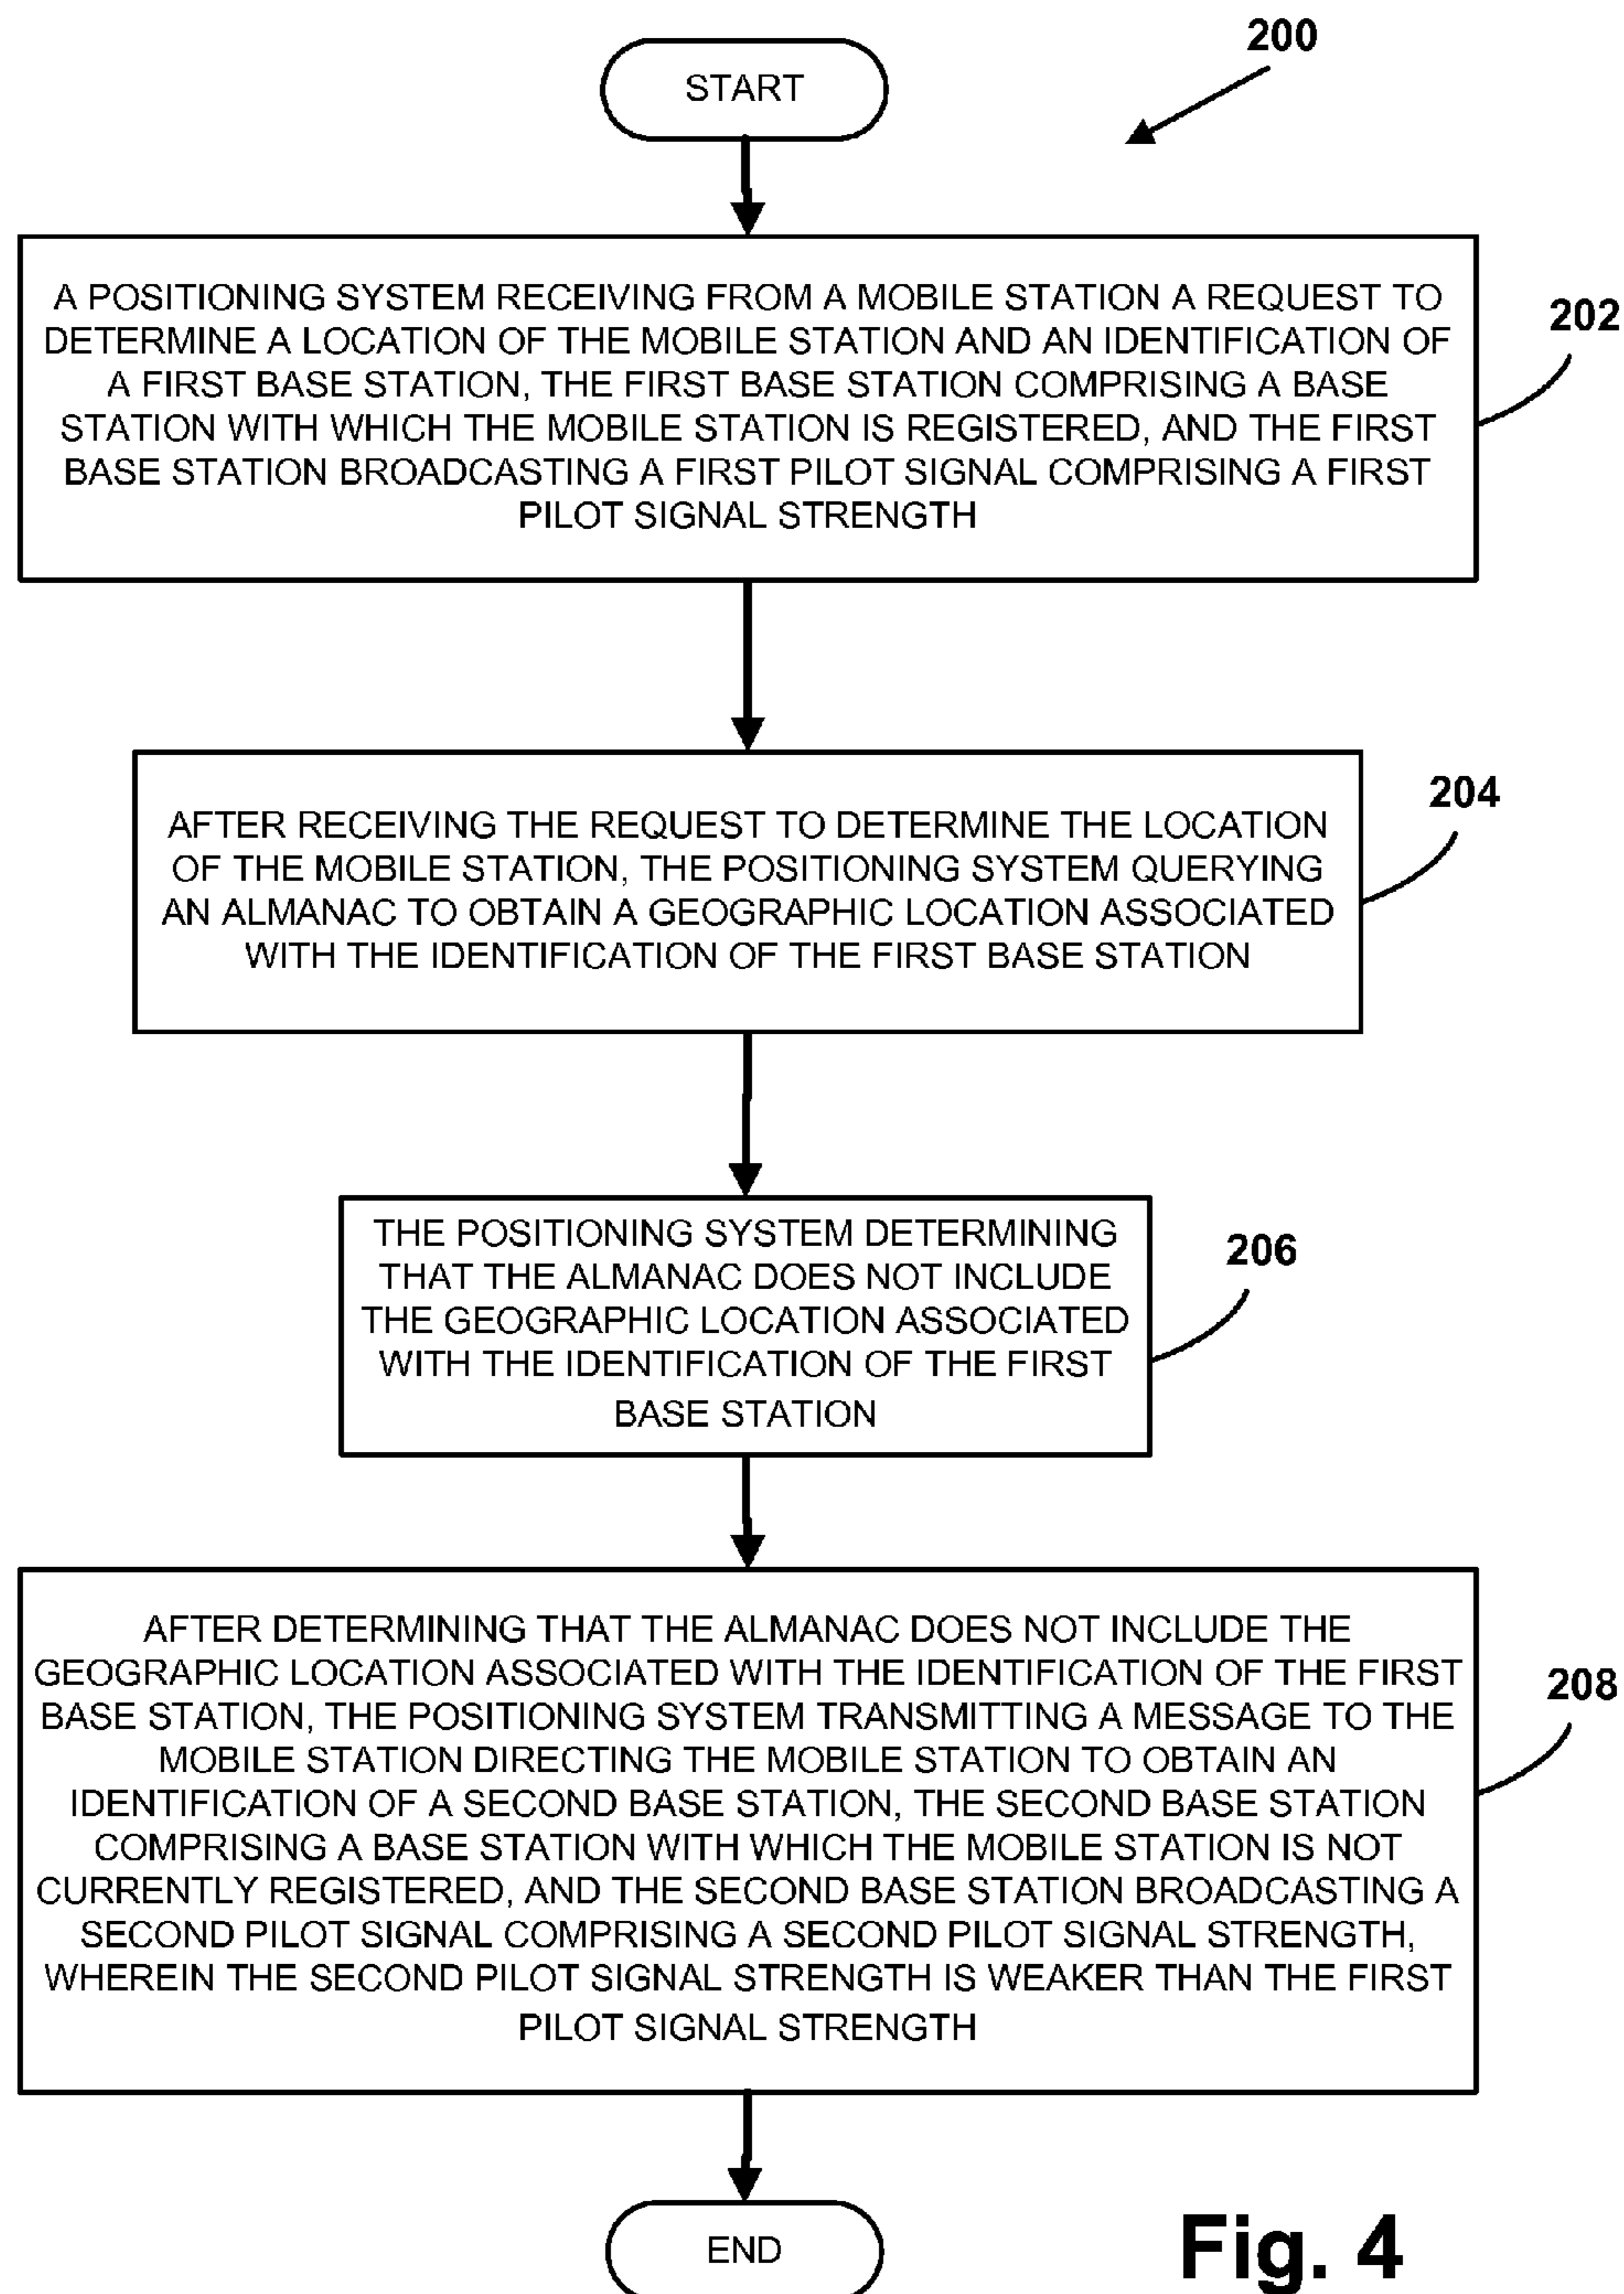 START
200
A POSITIONING SYSTEM RECEIVING FROM A MOBILE STATION A REQUEST TO
DETERMINE A LOCATION OF THE MOBILE STATION AND AN IDENTIFICATION OF
A FIRST BASE STATION, THE FIRST BASE STATION COMPRISING A BASE
STATION WITH WHICH THE MOBILE STATION IS REGISTERED, AND THE FIRST
BASE STATION BROADCASTING A FIRST PILOT SIGNAL COMPRISING A FIRST
PILOT SIGNAL STRENGTH
202
AFTER RECEIVING THE REQUEST TO DETERMINE THE LOCATION
OF THE MOBILE STATION, THE POSITIONING SYSTEM QUERYING
AN ALMANAC TO OBTAIN A GEOGRAPHIC LOCATION ASSOCIATED
WITH THE IDENTIFICATION OF THE FIRST BASE STATION
204
THE POSITIONING SYSTEM DETERMINING
THAT THE ALMANAC DOES NOT INCLUDE
THE GEOGRAPHIC LOCATION ASSOCIATED
WITH THE IDENTIFICATION OF THE FIRST
BASE STATION
206
AFTER DETERMINING THAT THE ALMANAC DOES NOT INCLUDE THE
GEOGRAPHIC LOCATION ASSOCIATED WITH THE IDENTIFICATION OF THE FIRST
BASE STATION, THE POSITIONING SYSTEM TRANSMITTING A MESSAGE TO THE
MOBILE STATION DIRECTING THE MOBILE STATION TO OBTAIN AN
IDENTIFICATION OF A SECOND BASE STATION, THE SECOND BASE STATION
COMPRISING A BASE STATION WITH WHICH THE MOBILE STATION IS NOT
CURRENTLY REGISTERED, AND THE SECOND BASE STATION BROADCASTING A
SECOND PILOT SIGNAL COMPRISING A SECOND PILOT SIGNAL STRENGTH,
WHEREIN THE SECOND PILOT SIGNAL STRENGTH IS WEAKER THAN THE FIRST
PILOT SIGNAL STRENGTH
208
END
Fig. 4